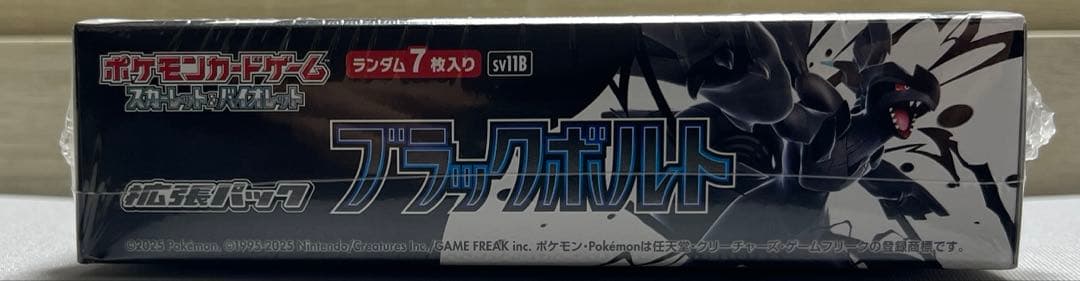 ポケモンカードゲーム
スカーレット&バイオレット
ランダム7枚入り
SV11B
ブラックボルト
拡張パック
©2025 Pokémon. ©1995-2025 Nintendo/Creatures Inc./GAME FREAK inc. ポケモン・Pokémonは任天堂・クリーチャーズ・ゲームフリークの登録商標です。